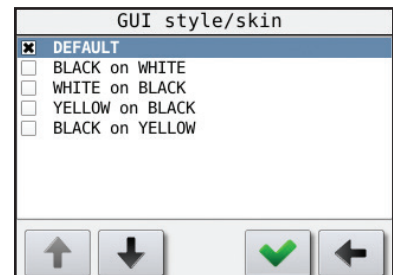 GUI style/skin
DEFAULT
BLACK on WHITE
WHITE on BLACK
YELLOW on BLACK
BLACK on YELLOW